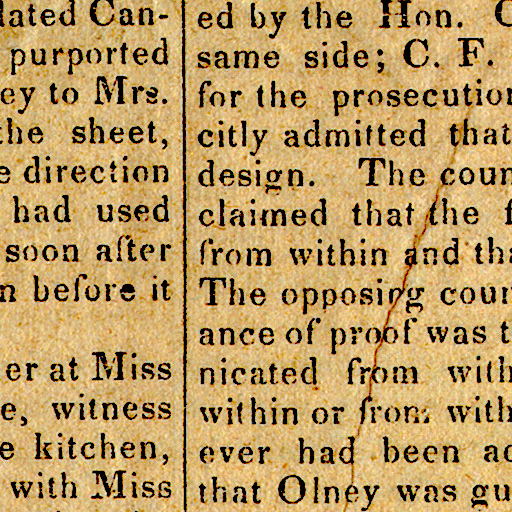 lated Can-
purported
ey to Mrs.
the sheet,
e direction
had used
soon after
n before it
er at Miss
e, witness
e kitchen,
with Miss
ed by the Hon.
same side; C. F.
for the prosecution
citly admitted that
design. The coun
claimed that the f
from within and tha
The opposing coun
ance of proof was t
nicated from with
within or from with
ever had been ac
that Olney was gu